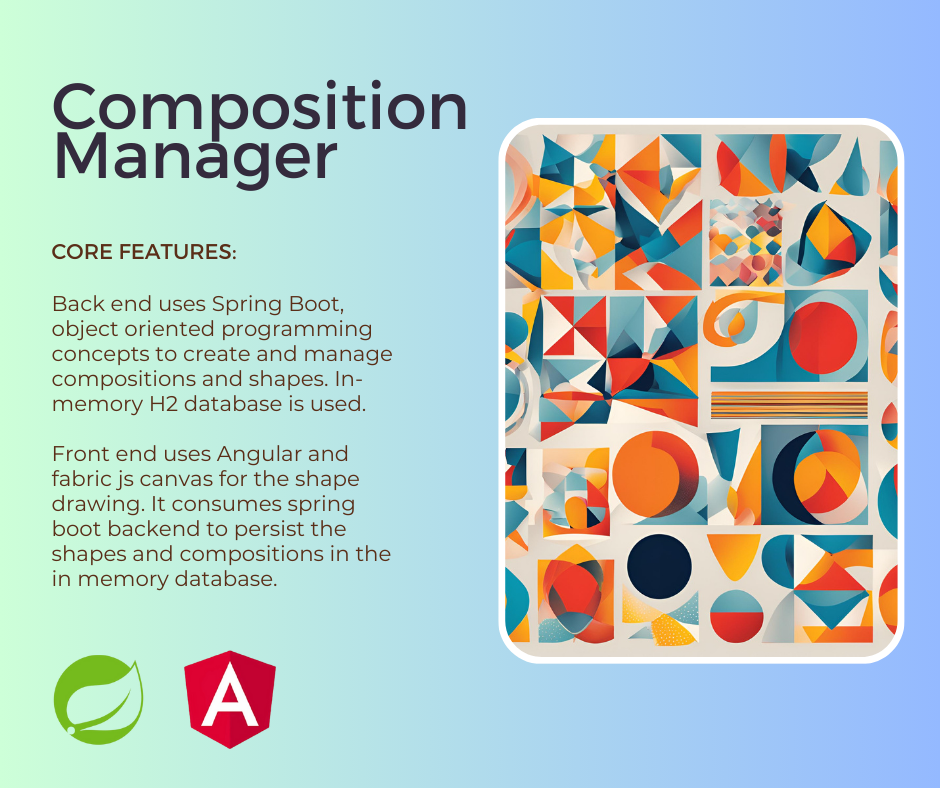 Composition
Manager
CORE FEATURES:
Back end uses Spring Boot,
object oriented programming
concepts to create and manage
compositions and shapes. In-
memory H2 database is used.
Front end uses Angular and
fabric js canvas for the shape
drawing. It consumes spring
boot backend to persist the
shapes and compositions in the
in memory database.
A